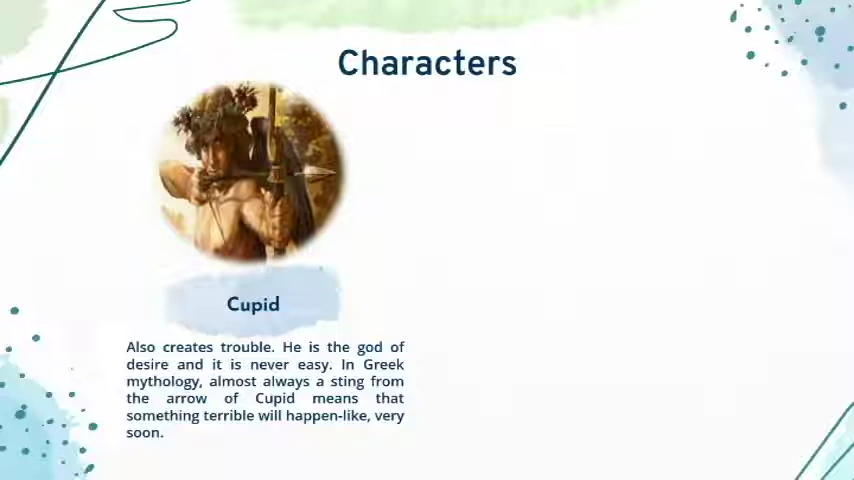 Characters
Cupid
Also creates trouble. He is the god of
desire and it is never easy. In Greek
mythology, almost always a sting from
the arrow of Cupid means that
something terrible will happen-like, very
soon.